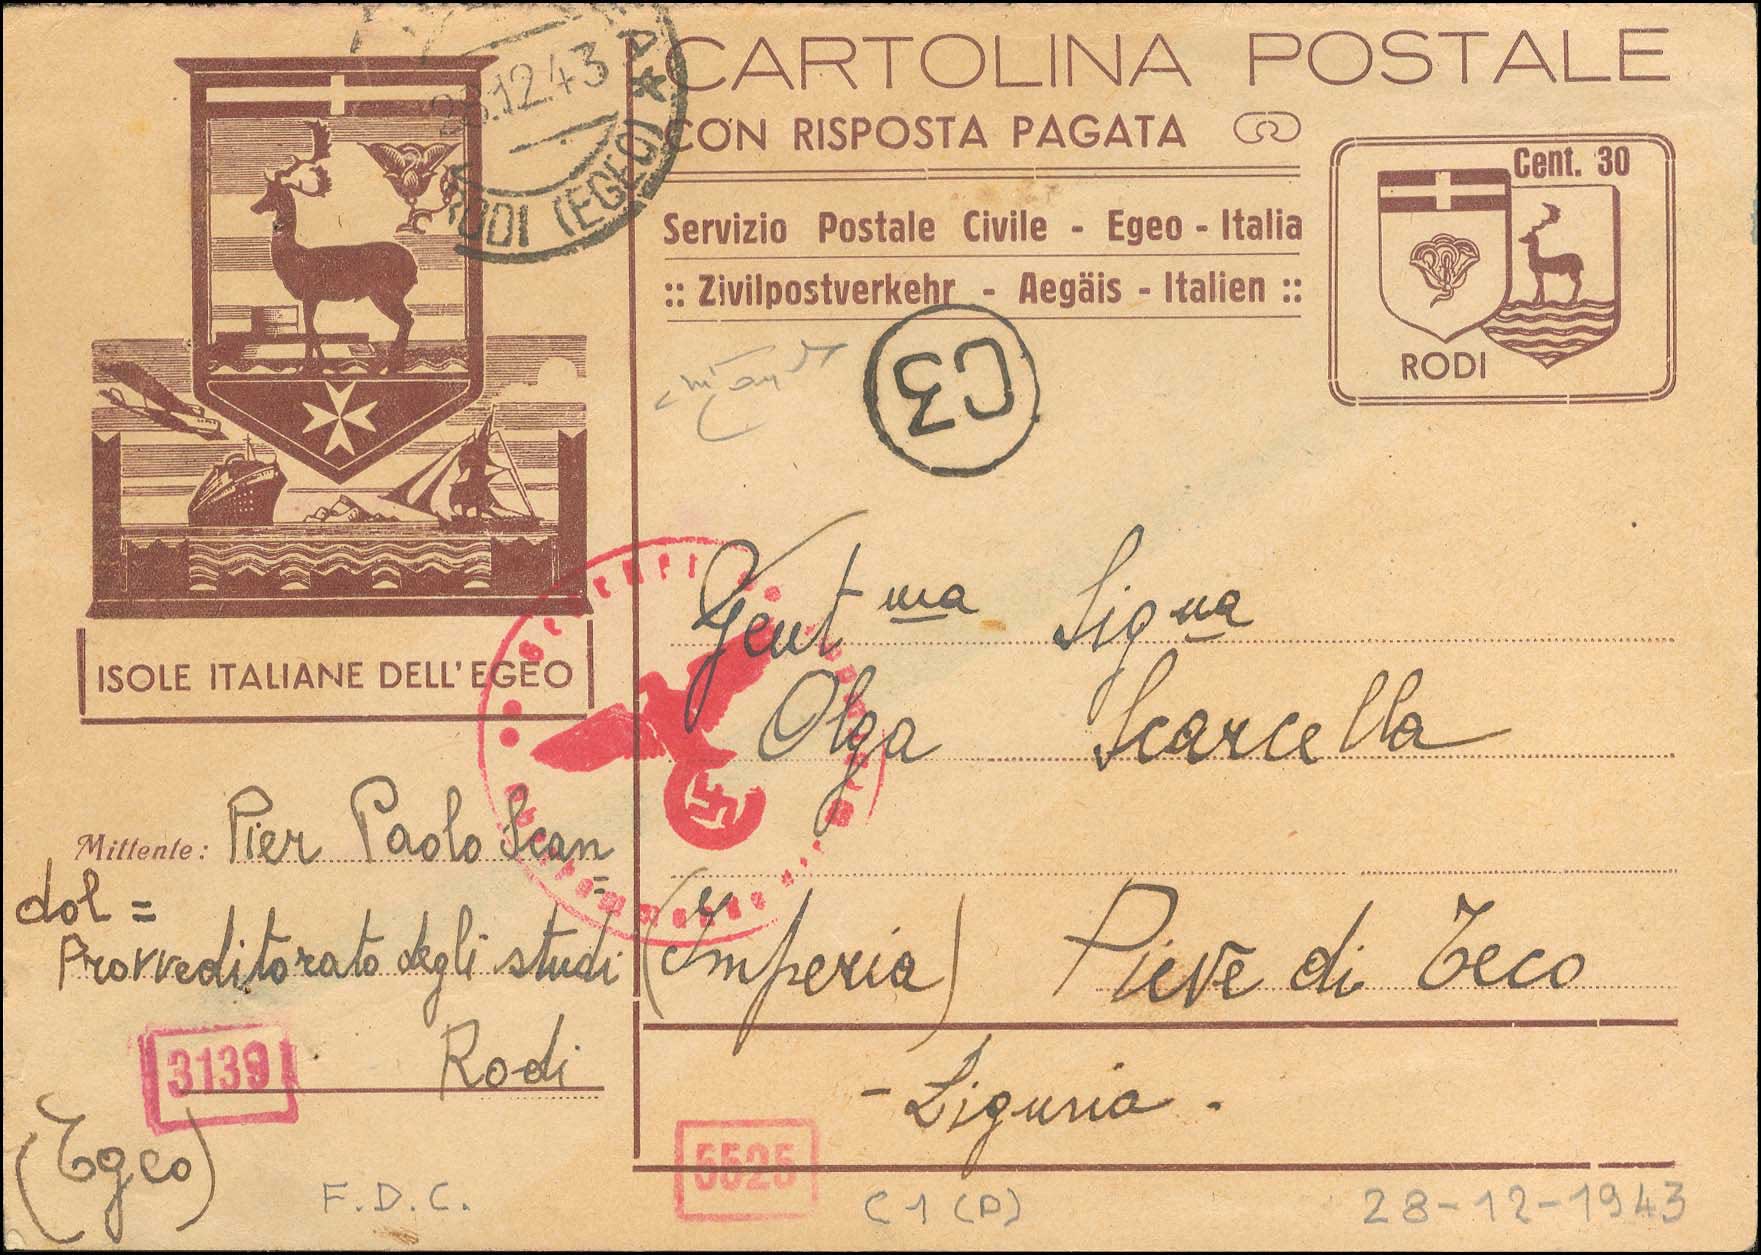 CARTOLINA POSTALE
CON RISPOSTA PAGATA
Servizio Postale Civile - Egeo - Italia
:: Zivilpostverkehr - Aegäis - Italien ::
Cent. 30
RODI
.12.43
RODI (EGEO)
C3
ISOLE ITALIANE DELL'EGEO
Gent ma Sig na
Olga Scarcella
(Imperia) Pieve di Teco
- Liguria -
Mittente: Pier Paolo Scan=
dol =
Provveditorato degli studi
Rodi
(Egeo)
3139
5525
F.D.C.
C1(P)
28-12-1943